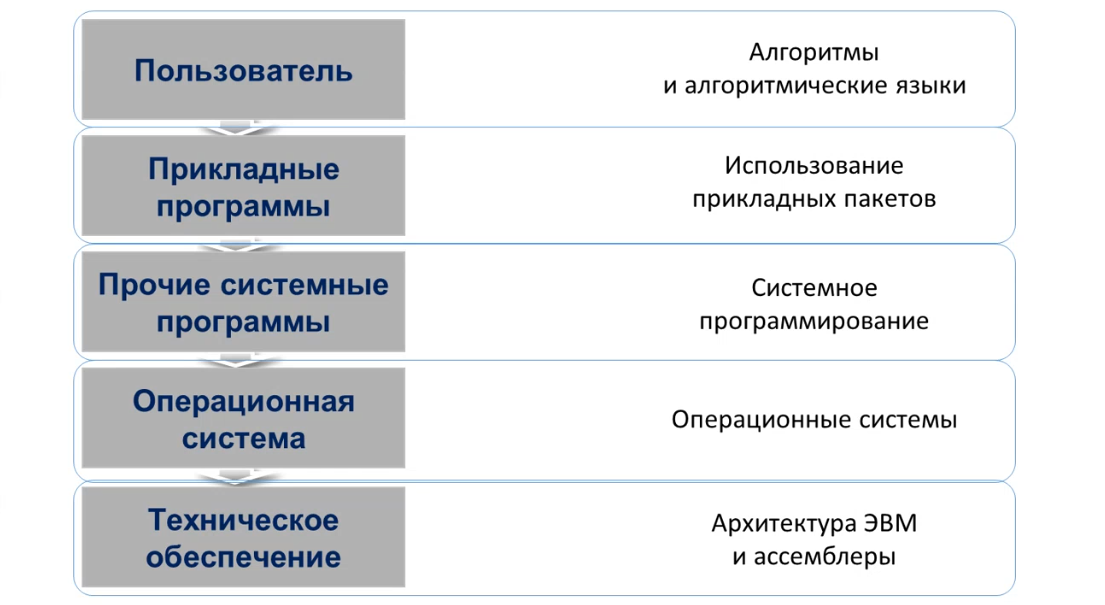 Пользователь
Алгоритмы
и алгоритмические языки
Прикладные
программы
Использование
прикладных пакетов
Прочие системные
программы
Системное
программирование
Операционная
система
Операционные системы
Техническое
обеспечение
Архитектура ЭВМ
и ассемблеры